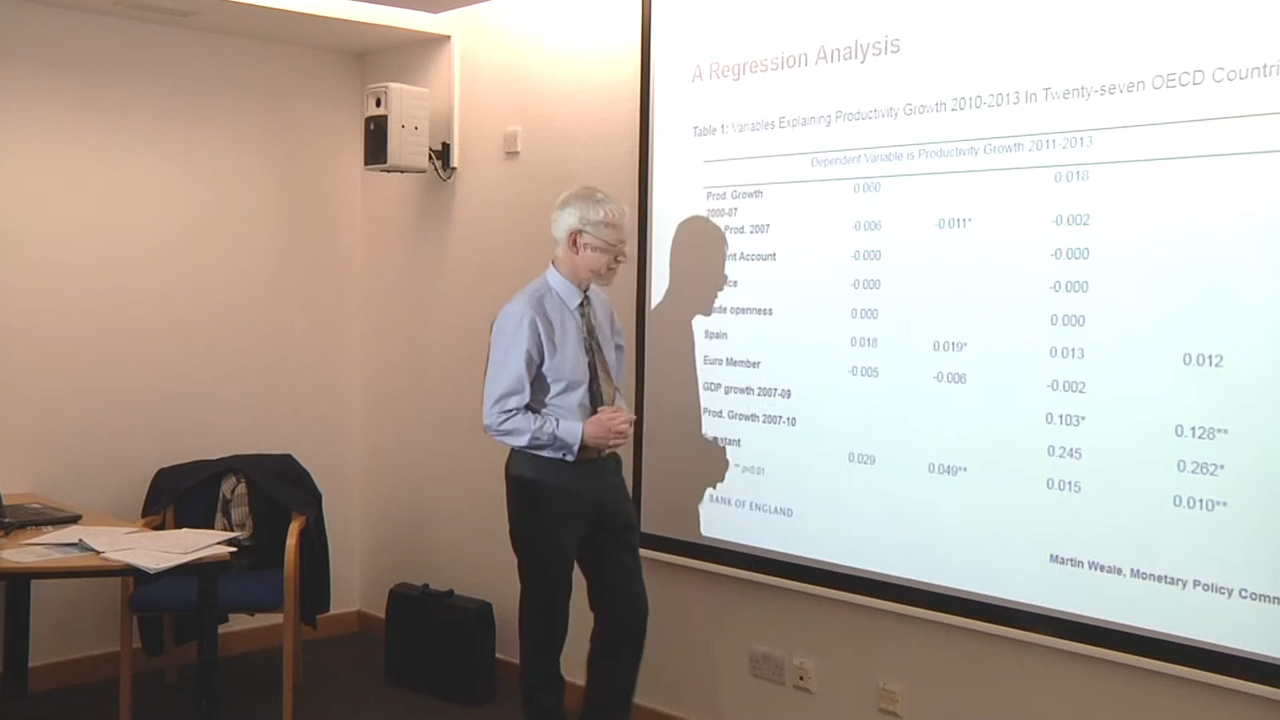 A Regression Analysis
Table 1: Variables Explaining Productivity Growth 2010-2013 In Twenty-seven OECD Countri
Dependent Variable is Productivity Growth 2011-2013
Prod. Growth 0.060 0.018
2000-07
Prod. 2007 -0.006 -0.011* -0.002
nt Account -0.000 -0.000
ce -0.000 -0.000
de openness 0.000 0.000
Spain 0.018 0.019* 0.013 0.012
Euro Member -0.005 -0.006 -0.002
GDP growth 2007-09 0.103* 0.128**
Prod. Growth 2007-10 0.245 0.262*
stant 0.029 0.049** 0.015 0.010**
** p<0.01
BANK OF ENGLAND
Martin Weale, Monetary Policy Comm